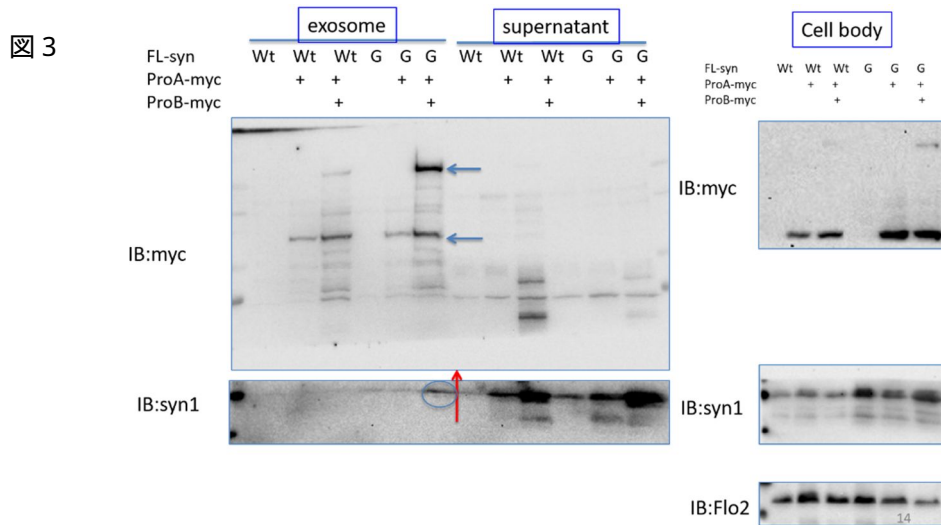 図 3
exosome
supernatant
FL-syn Wt Wt Wt G G G Wt Wt Wt G G G
ProA-myc + + + + + + + +
ProB-myc + + + +
IB:myc
IB:syn1
Cell body
FL-syn Wt Wt Wt G G G
ProA-myc + + + +
ProB-myc + +
IB:myc
IB:syn1
IB:Flo2
14